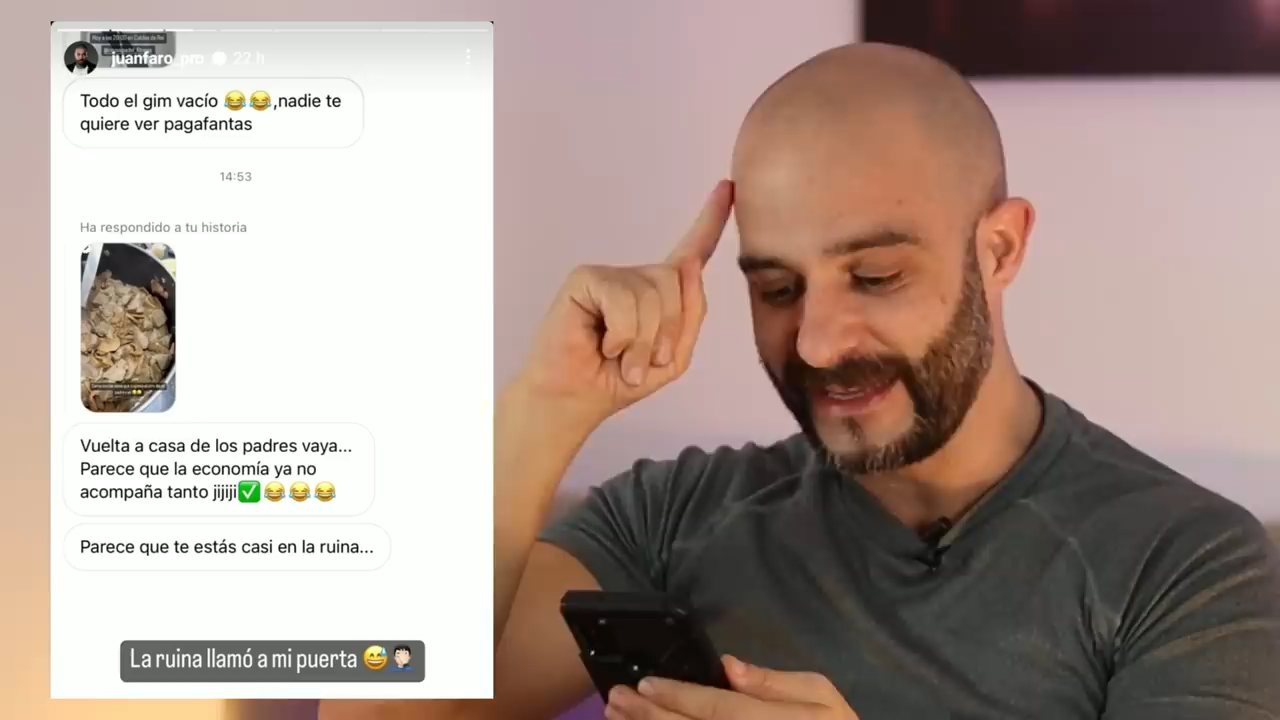 juanfaro_pro 22 h
Todo el gim vacío 😂😂,nadie te
quiere ver pagafantas
14:53
Ha respondido a tu historia
Vuelta a casa de los padres vaya...
Parece que la economía ya no
acompaña tanto jijiji✅😂😂😂
Parece que te estás casi en la ruina...
La ruina llamó a mi puerta 😅🤦🏻‍♂️